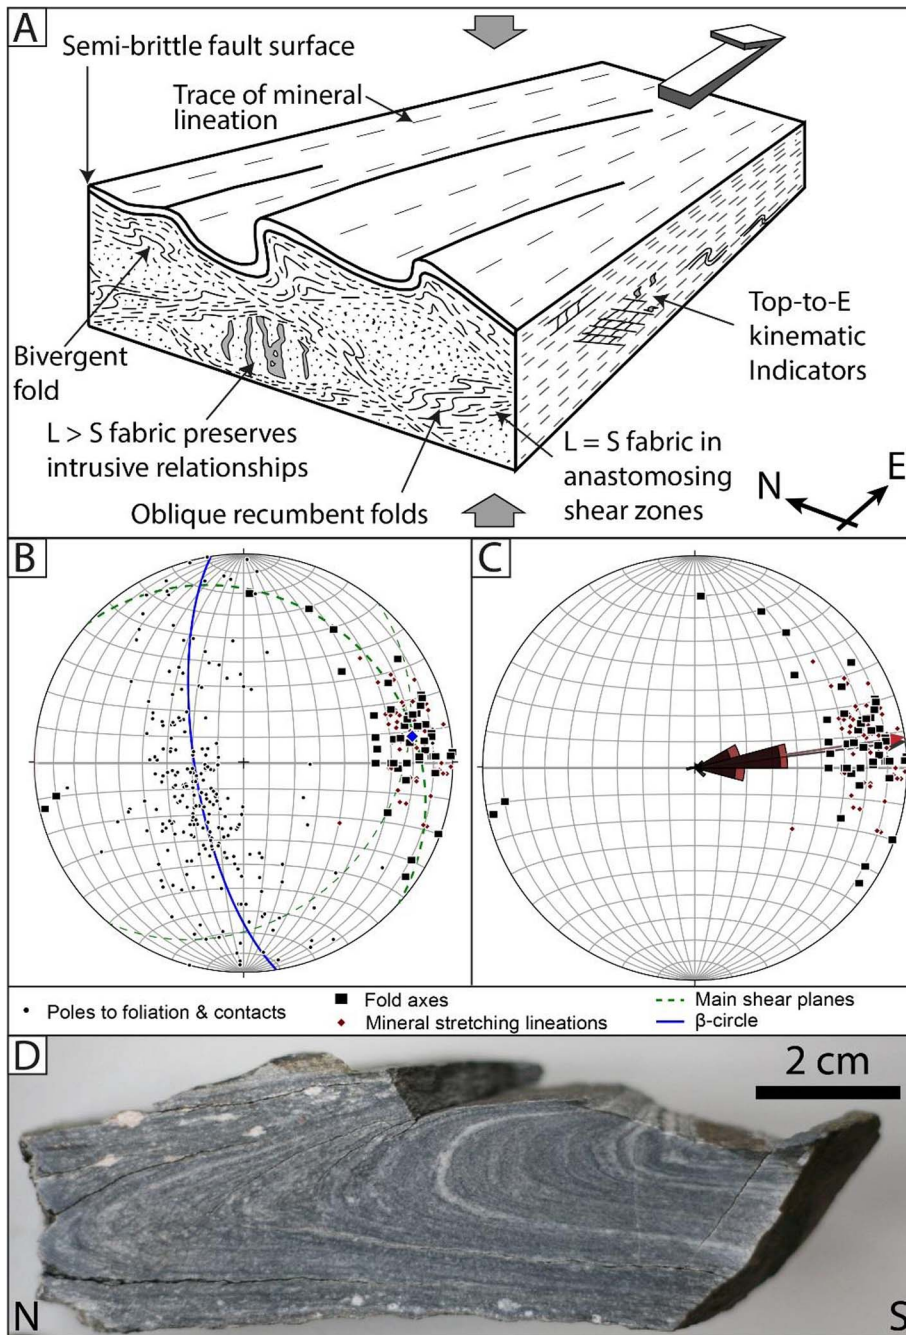 A
Semi-brittle fault surface
Trace of mineral
lineation
Bivergent
fold
L > S fabric preserves
intrusive relationships
Oblique recumbent folds
L = S fabric in
anastomosing
shear zones
Top-to-E
kinematic
Indicators
N
E
B
C
Poles to foliation & contacts
Fold axes
Mineral stretching lineations
Main shear planes
β-circle
D
2 cm
N
S